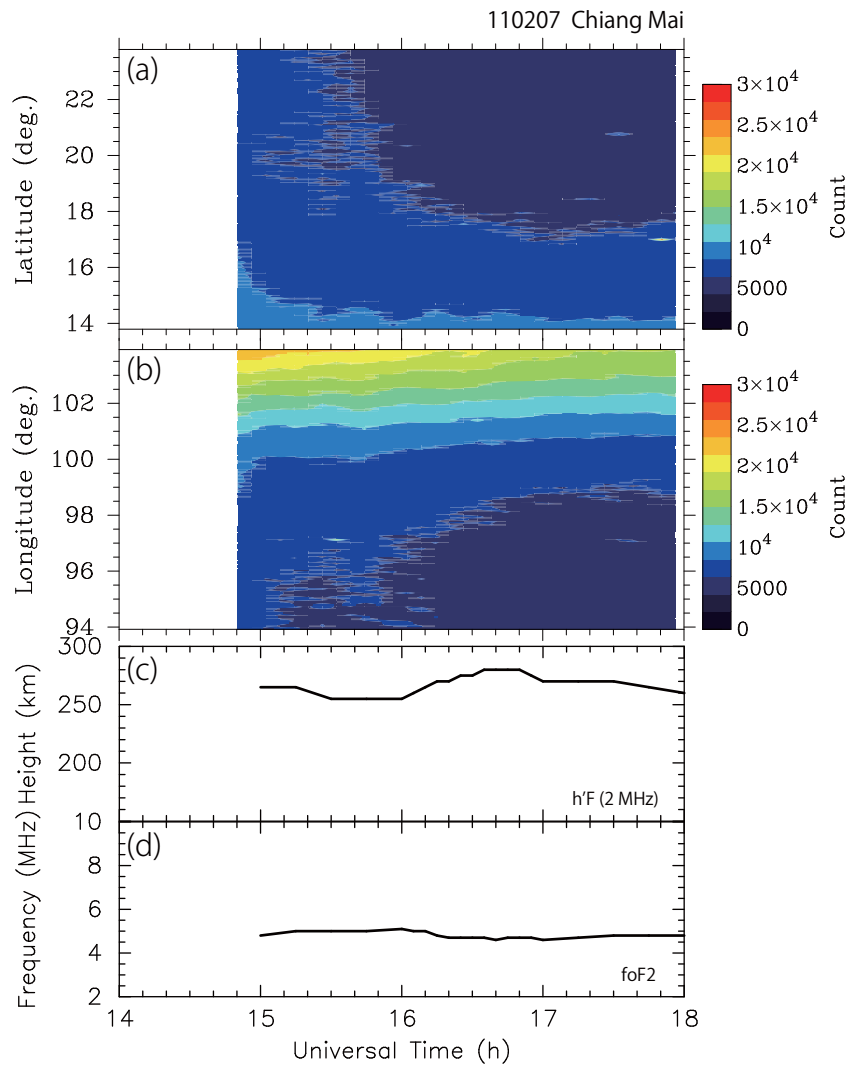 110207 Chiang Mai
(a)
Latitude (deg.)
22
20
18
16
14
3×10⁴
2.5×10⁴
2×10⁴
1.5×10⁴
10⁴
5000
0
Count
(b)
Longitude (deg.)
102
100
98
96
94
3×10⁴
2.5×10⁴
2×10⁴
1.5×10⁴
10⁴
5000
0
Count
(c)
Height (km)
300
250
200
h'F (2 MHz)
(d)
Frequency (MHz)
10
8
6
4
2
foF2
14 15 16 17 18
Universal Time (h)